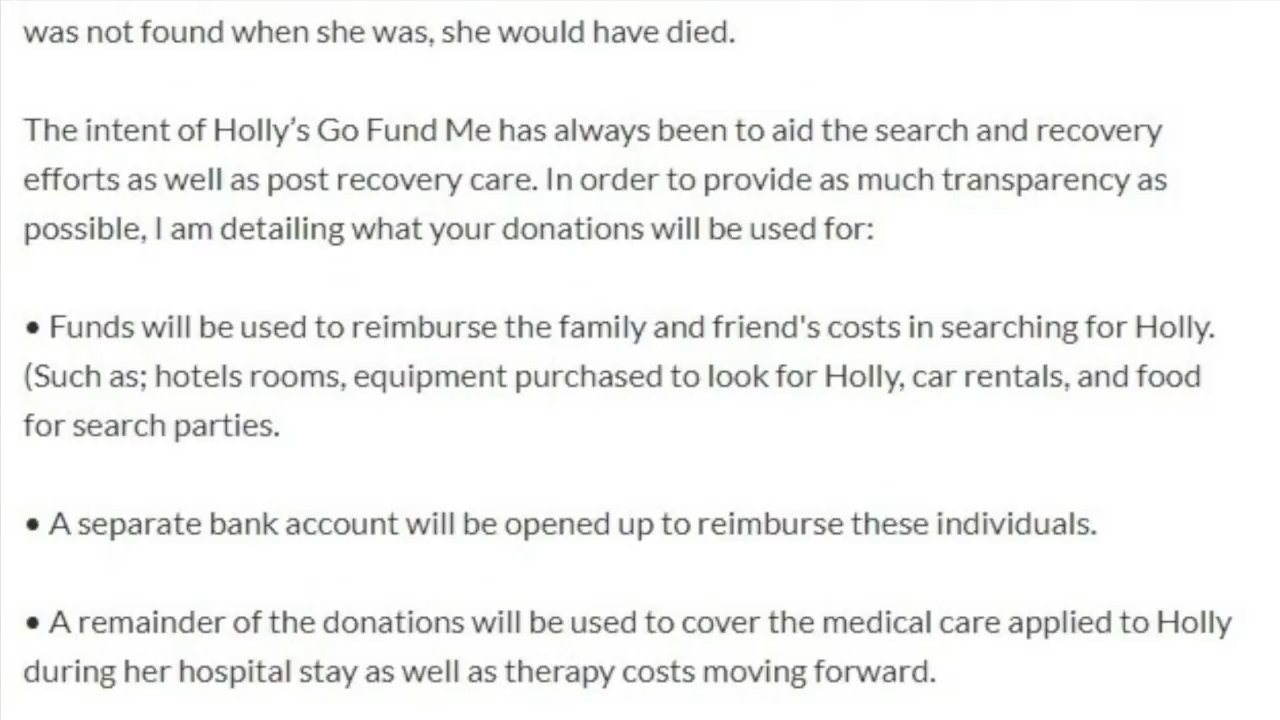 was not found when she was, she would have died.
The intent of Holly’s Go Fund Me has always been to aid the search and recovery
efforts as well as post recovery care. In order to provide as much transparency as
possible, I am detailing what your donations will be used for:
• Funds will be used to reimburse the family and friend's costs in searching for Holly.
(Such as; hotels rooms, equipment purchased to look for Holly, car rentals, and food
for search parties.
• A separate bank account will be opened up to reimburse these individuals.
• A remainder of the donations will be used to cover the medical care applied to Holly
during her hospital stay as well as therapy costs moving forward.